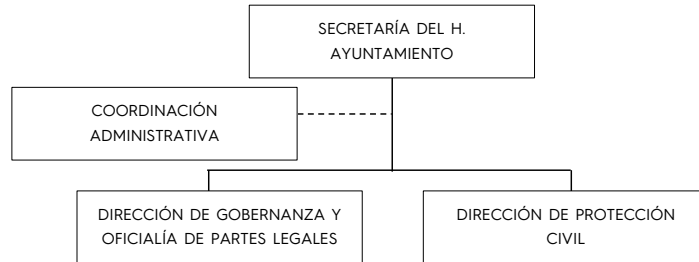 SECRETARÍA DEL H.
AYUNTAMIENTO
COORDINACIÓN
ADMINISTRATIVA
DIRECCIÓN DE GOBERNANZA Y
OFICIALÍA DE PARTES LEGALES
DIRECCIÓN DE PROTECCIÓN
CIVIL